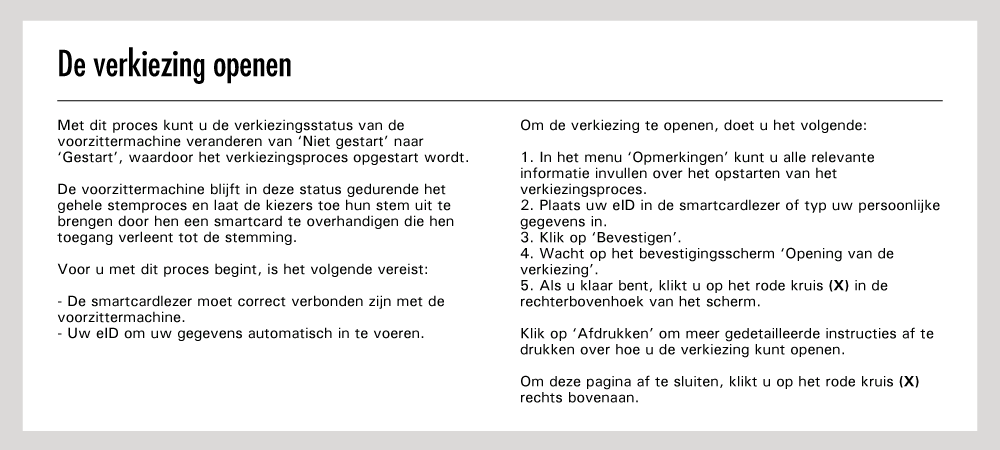 De verkiezing openen
Met dit proces kunt u de verkiezingsstatus van de
voorzittermachine veranderen van ‘Niet gestart’ naar
‘Gestart’, waardoor het verkiezingsproces opgestart wordt.
De voorzittermachine blijft in deze status gedurende het
gehele stemproces en laat de kiezers toe hun stem uit te
brengen door hen een smartcard te overhandigen die hen
toegang verleent tot de stemming.
Voor u met dit proces begint, is het volgende vereist:
- De smartcardlezer moet correct verbonden zijn met de
voorzittermachine.
- Uw eID om uw gegevens automatisch in te voeren.
Om de verkiezing te openen, doet u het volgende:
1. In het menu ‘Opmerkingen’ kunt u alle relevante
informatie invullen over het opstarten van het
verkiezingsproces.
2. Plaats uw eID in de smartcardlezer of typ uw persoonlijke
gegevens in.
3. Klik op ‘Bevestigen’.
4. Wacht op het bevestigingsscherm ‘Opening van de
verkiezing’.
5. Als u klaar bent, klikt u op het rode kruis (X) in de
rechterbovenhoek van het scherm.
Klik op ‘Afdrukken’ om meer gedetailleerde instructies af te
drukken over hoe u de verkiezing kunt openen.
Om deze pagina af te sluiten, klikt u op het rode kruis (X)
rechts bovenaan.